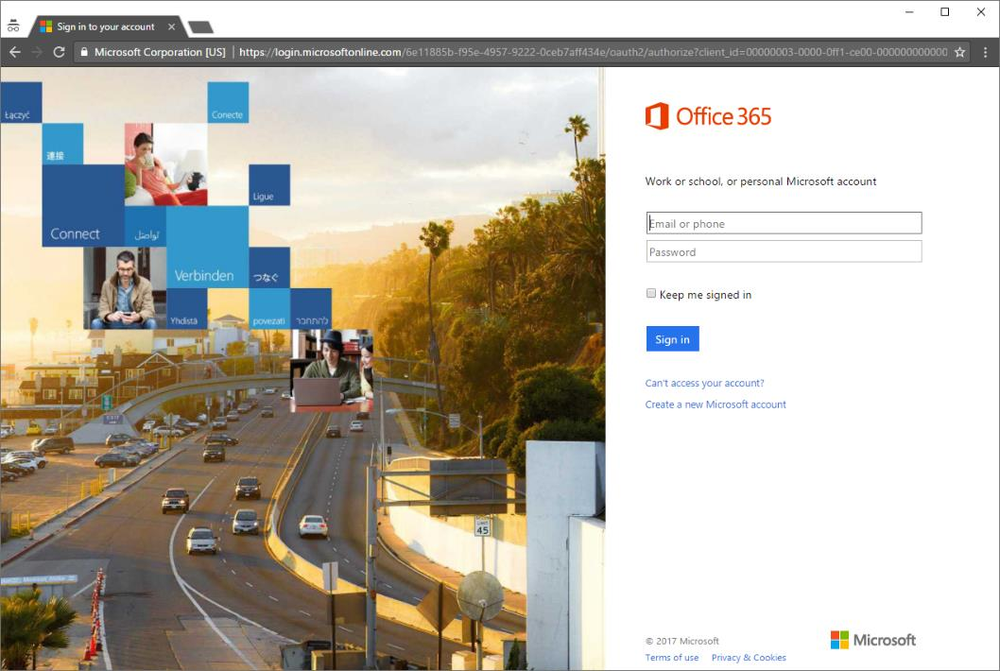 Sign in to your account
Microsoft Corporation [US]
https://login.microsoftonline.com/6e11885b-f95e-4957-9222-0ceb7aff434e/oauth2/authorize?client_id=00000003-0000-0ff1-ce00-000000000000
Łączyć
Conecte
連接
Ligue
Connect
تواصل
Verbinden
つなぐ
Yhdistä
povezati
להתחבר
EXIT
LIMIT
45
Office 365
Work or school, or personal Microsoft account
Email or phone
Password
Keep me signed in
Sign in
Can't access your account?
Create a new Microsoft account
© 2017 Microsoft
Terms of use
Privacy & Cookies
Microsoft